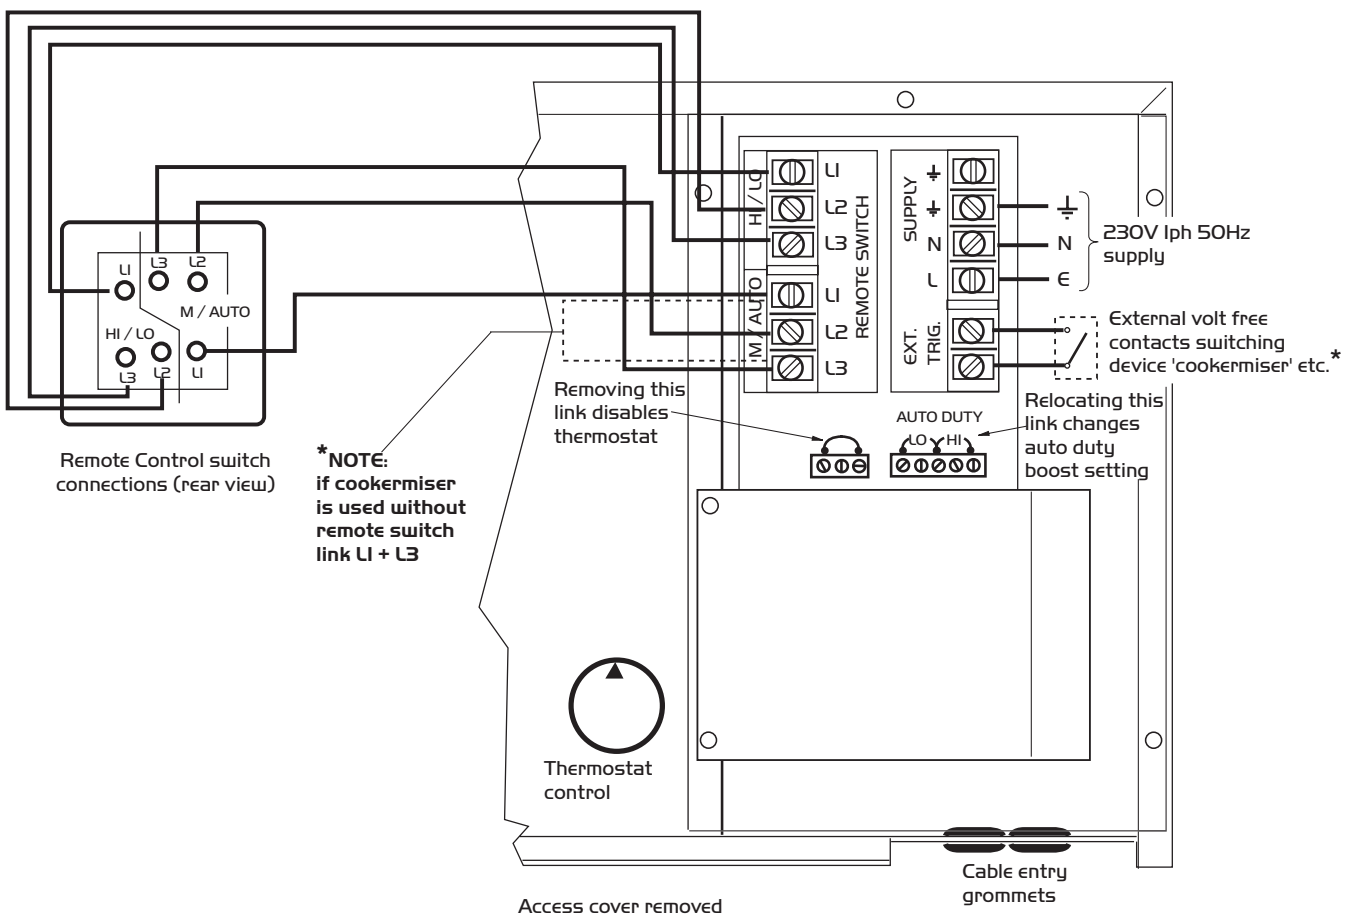 HI / LO
L1
L2
L3
M / AUTO
L1
L2
L3
REMOTE SWITCH
SUPPLY
N
L
EXT.
TRIG.
N
E
230V 1ph 50Hz
supply
External volt free
contacts switching
device 'cookermiser' etc.*
L1
L3
L2
M / AUTO
HI / LO
L3
L2
L1
Remote Control switch
connections (rear view)
*NOTE:
if cookermiser
is used without
remote switch
link L1 + L3
Removing this
link disables
thermostat
AUTO DUTY
LO
HI
Relocating this
link changes
auto duty
boost setting
Thermostat
control
Cable entry
grommets
Access cover removed